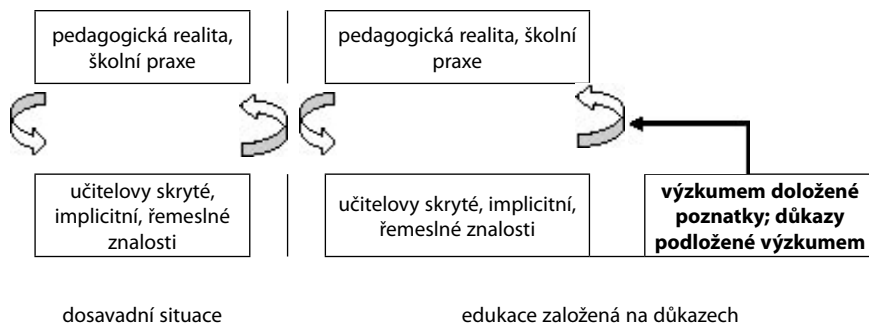 pedagogická realita,
školní praxe
pedagogická realita, školní
praxe
učitelovy skryté,
implicitní, řemeslné
znalosti
učitelovy skryté, implicitní,
řemeslné znalosti
výzkumem doložené
poznatky; důkazy
podložené výzkumem
dosavadní situace
edukace založená na důkazech